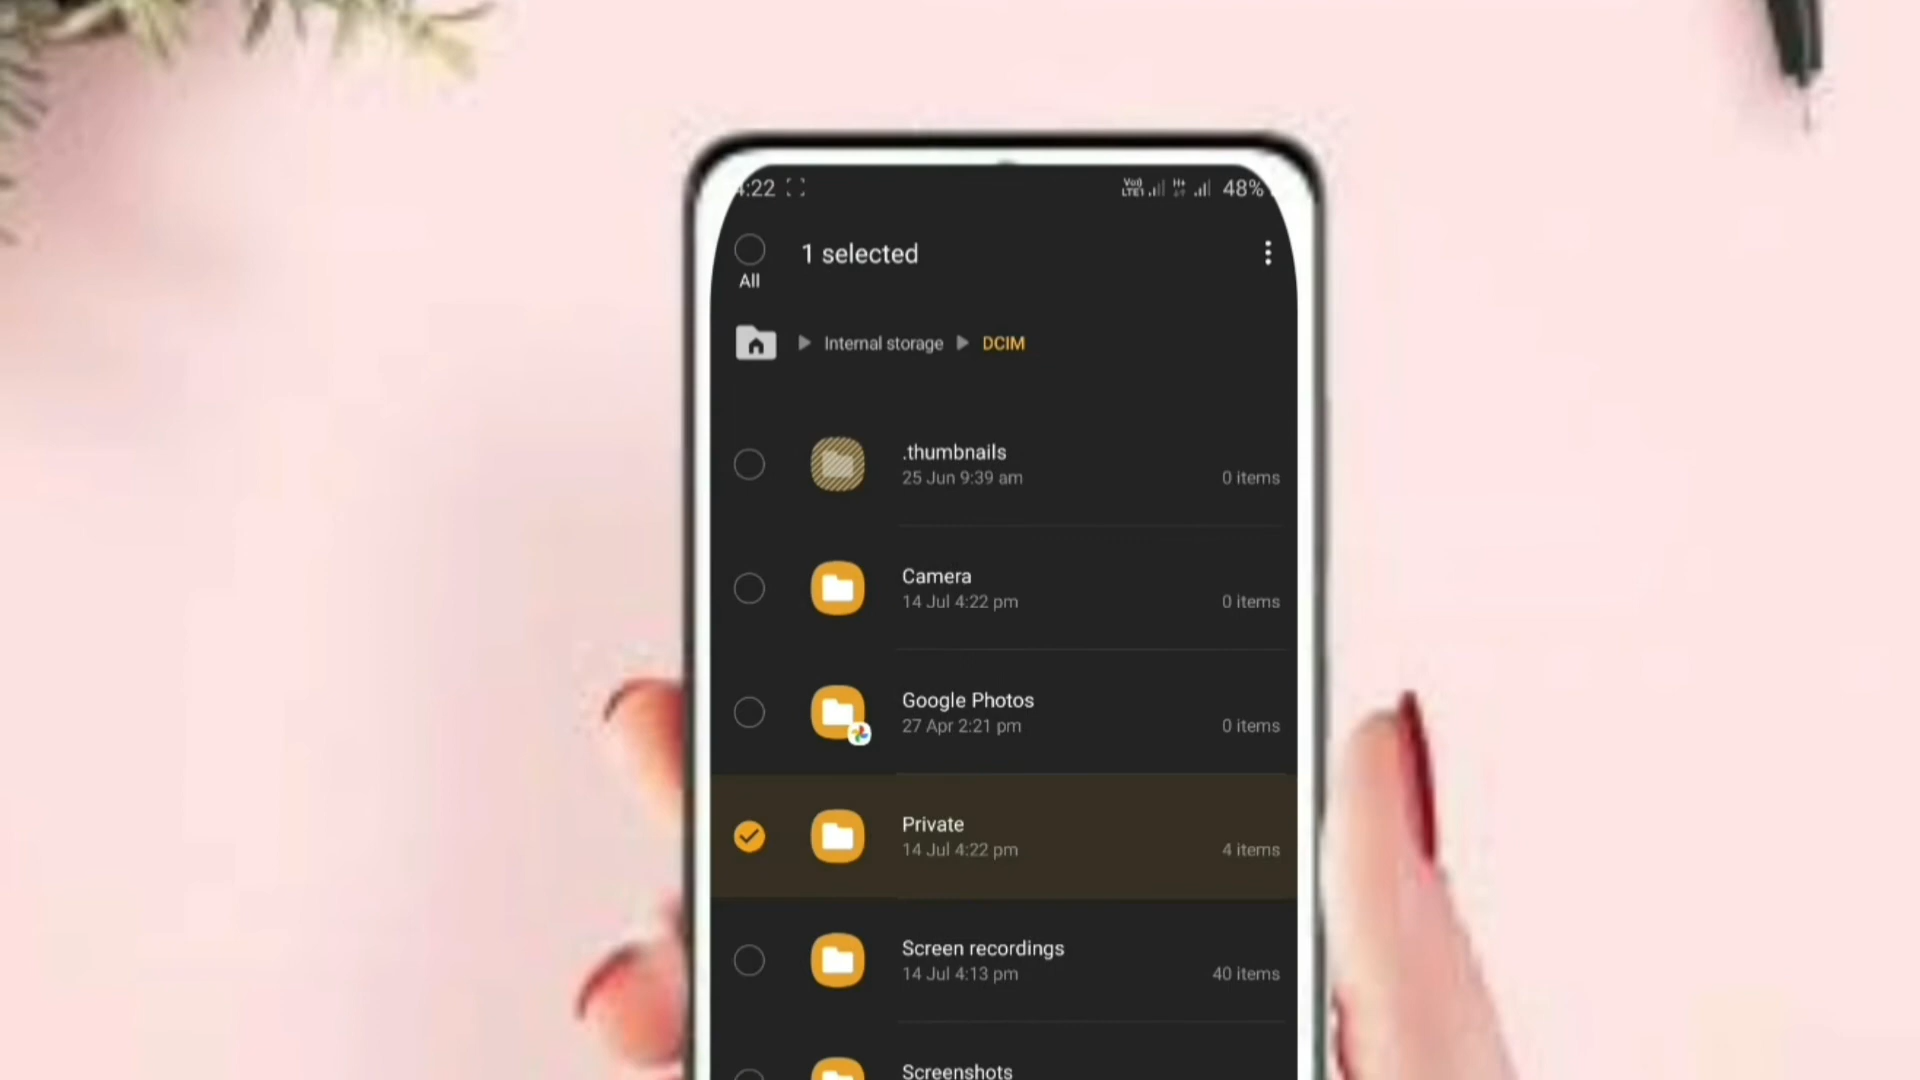 :22 48%
1 selected
All
Internal storage DCIM
.thumbnails
25 Jun 9:39 am 0 items
Camera
14 Jul 4:22 pm 0 items
Google Photos
27 Apr 2:21 pm 0 items
Private
14 Jul 4:22 pm 4 items
Screen recordings
14 Jul 4:13 pm 40 items
Screenshots